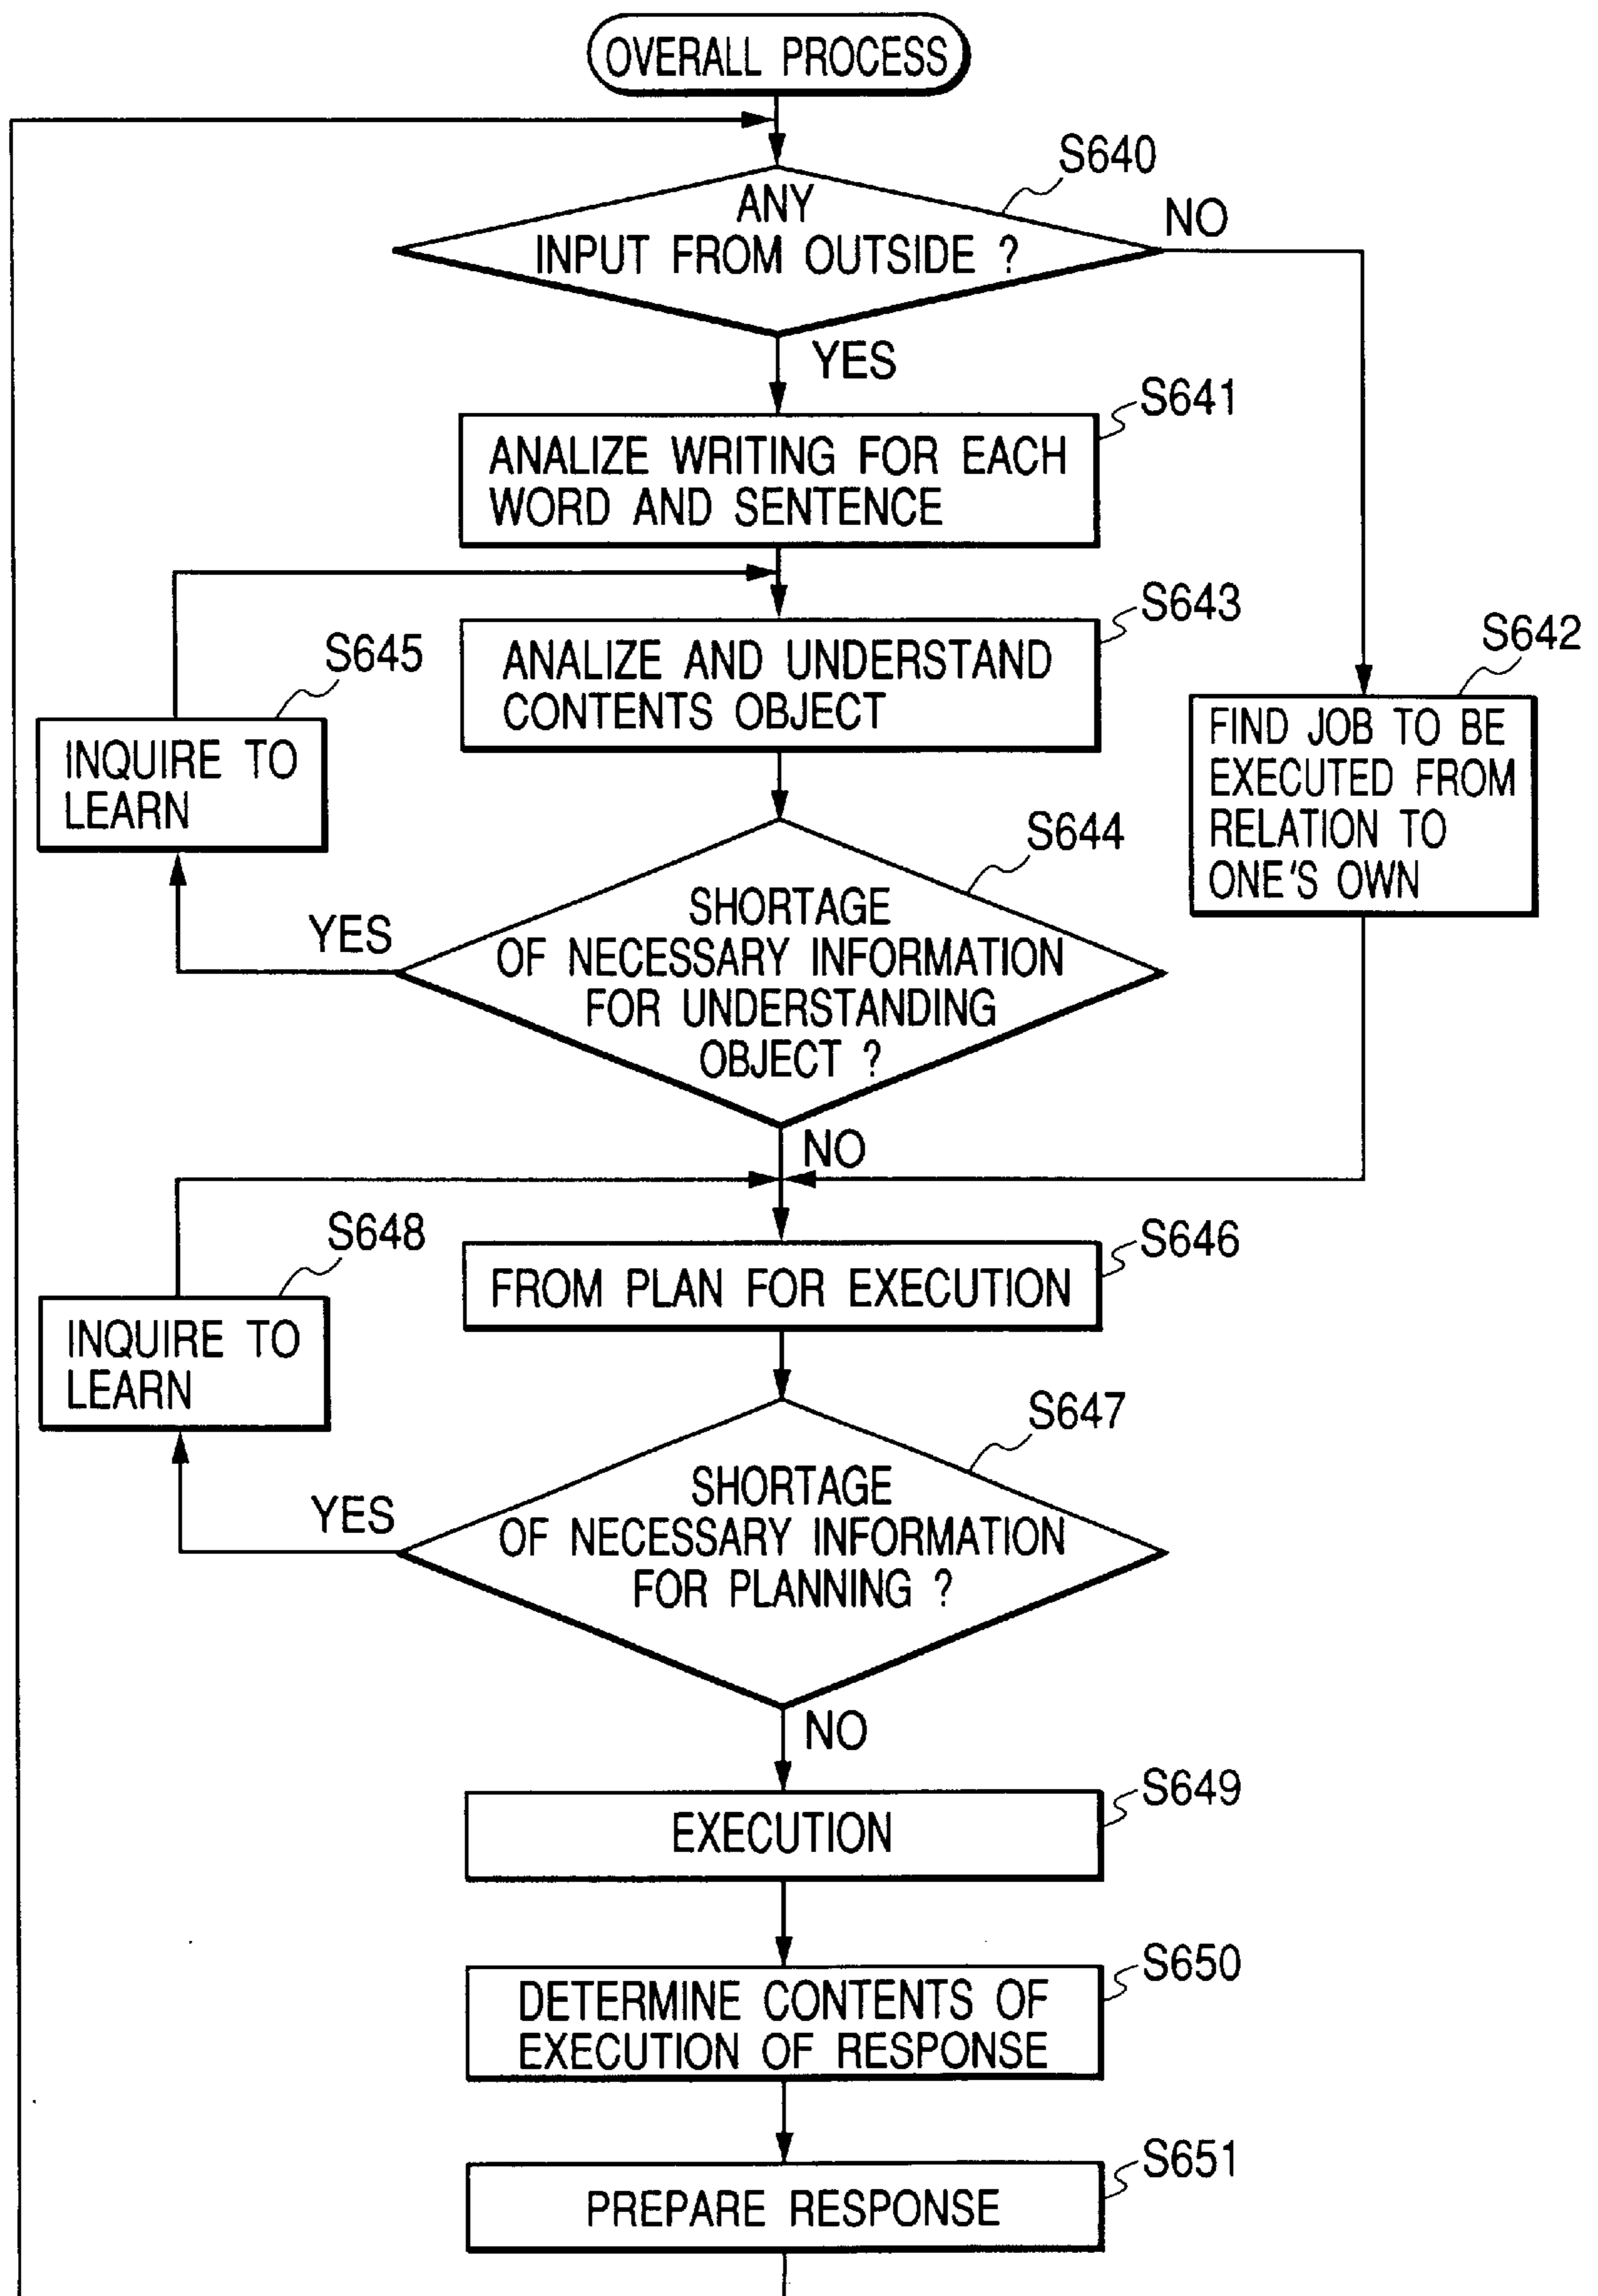 OVERALL PROCESS
S640
ANY
INPUT FROM OUTSIDE ?
NO
YES
S641
ANALIZE WRITING FOR EACH
WORD AND SENTENCE
S643
ANALIZE AND UNDERSTAND
CONTENTS OBJECT
S645
INQUIRE TO
LEARN
S642
FIND JOB TO BE
EXECUTED FROM
RELATION TO
ONE'S OWN
S644
SHORTAGE
OF NECESSARY INFORMATION
FOR UNDERSTANDING
OBJECT ?
YES
NO
S648
INQUIRE TO
LEARN
S646
FROM PLAN FOR EXECUTION
S647
SHORTAGE
OF NECESSARY INFORMATION
FOR PLANNING ?
YES
NO
S649
EXECUTION
S650
DETERMINE CONTENTS OF
EXECUTION OF RESPONSE
S651
PREPARE RESPONSE